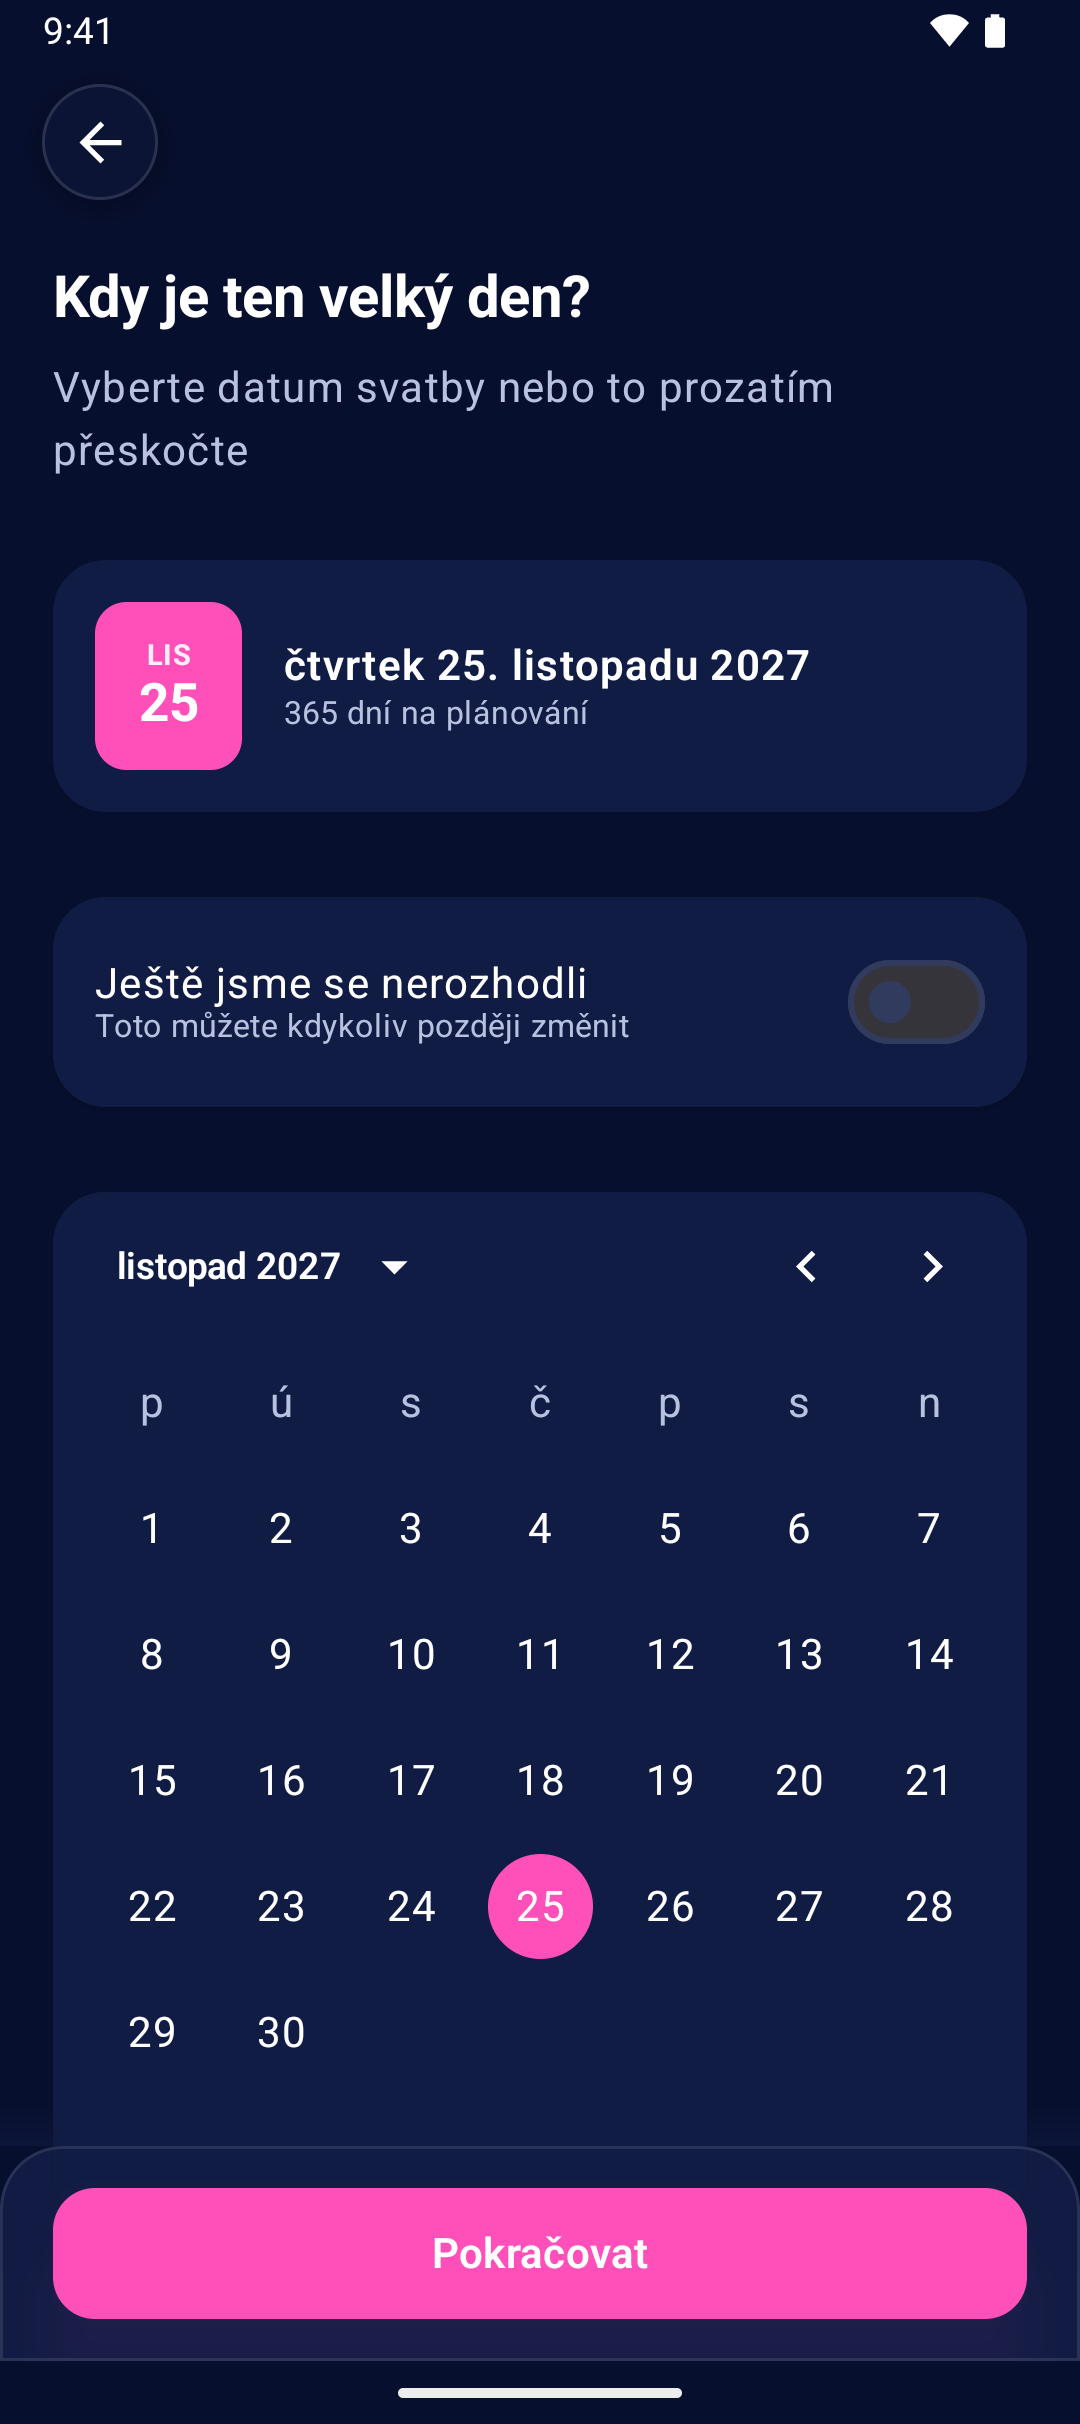 9:41
Kdy je ten velký den?
Vyberte datum svatby nebo to prozatím
přeskočte
LIS
25
čtvrtek 25. listopadu 2027
365 dní na plánování
Ještě jsme se nerozhodli
Toto můžete kdykoliv později změnit
listopad 2027
p ú s č p s n
1 2 3 4 5 6 7
8 9 10 11 12 13 14
15 16 17 18 19 20 21
22 23 24 25 26 27 28
29 30
Pokračovat